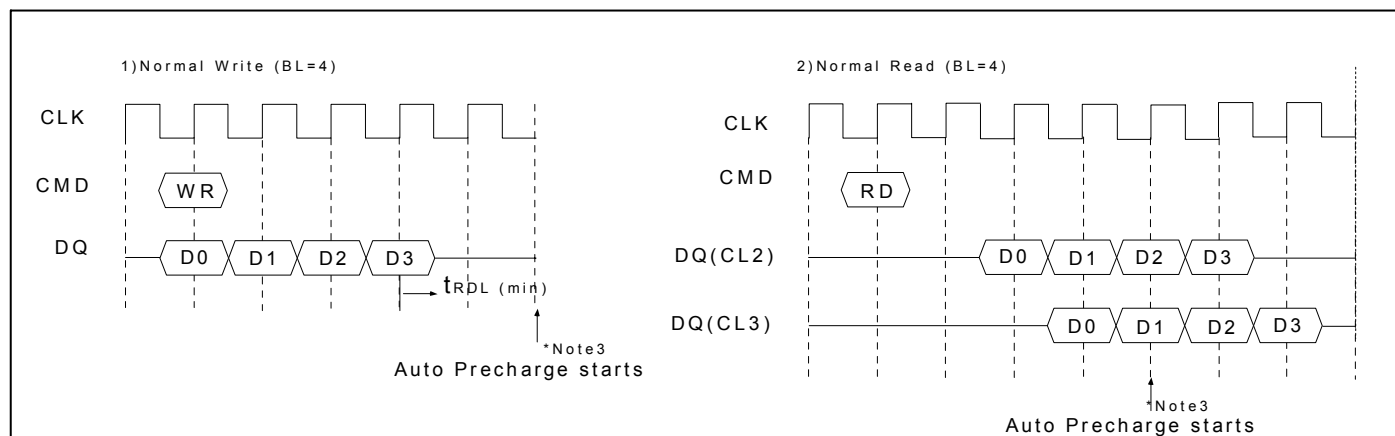 1)Normal Write (BL=4)
CLK
CMD
WR
DQ
D0 D1 D2 D3
tRDL (min)
*Note3
Auto Precharge starts
2)Normal Read (BL=4)
CLK
CMD
RD
DQ(CL2)
D0 D1 D2 D3
DQ(CL3)
D0 D1 D2 D3
*Note3
Auto Precharge starts